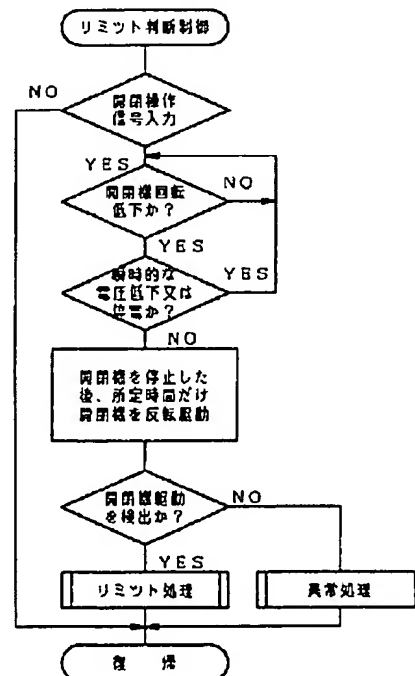 リミット判断制御
NO
開閉操作
信号入力
YES
開閉機回転
低下か?
NO
YES
瞬時的な
電圧低下又は
停電か?
YES
NO
開閉機を停止した
後、所定時間だけ
開閉機を反転駆動
開閉機駆動
を検出か?
NO
YES
リミット処理
異常処理
復 帰